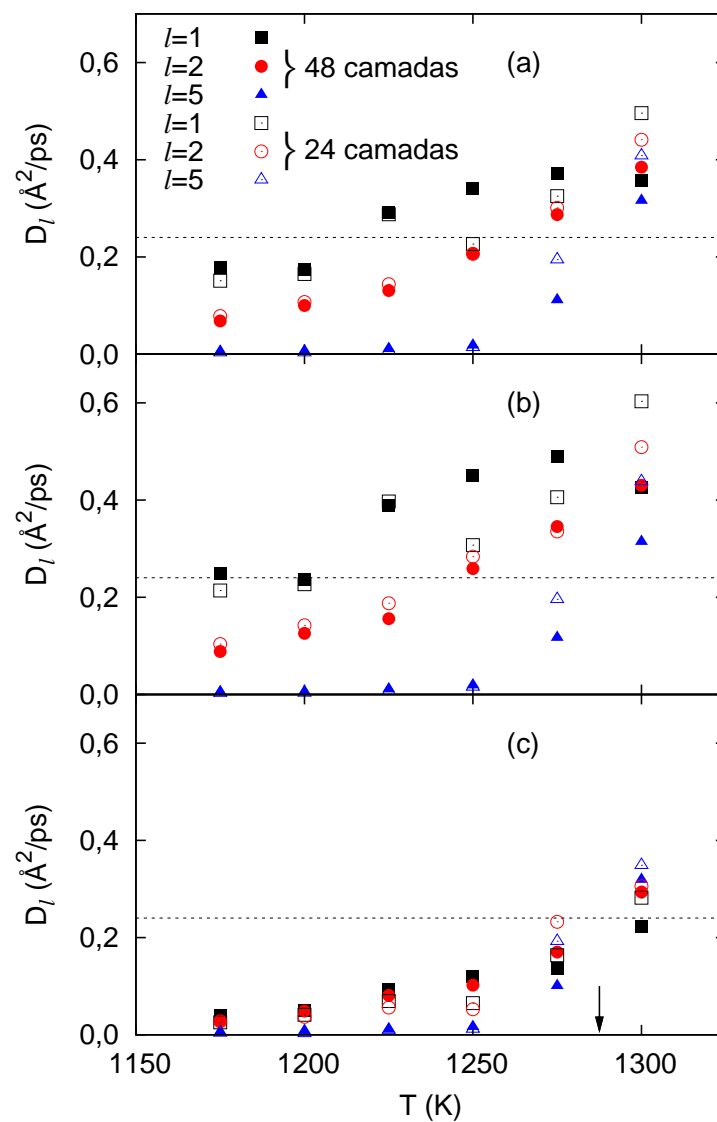 l=1
l=2 } 48 camadas
l=5
l=1
l=2 } 24 camadas
l=5
(a)
0,6
0,4
0,2
0,0
D_l (Å²/ps)
(b)
0,6
0,4
0,2
0,0
D_l (Å²/ps)
(c)
0,6
0,4
0,2
0,0
D_l (Å²/ps)
1150 1200 1250 1300
T (K)